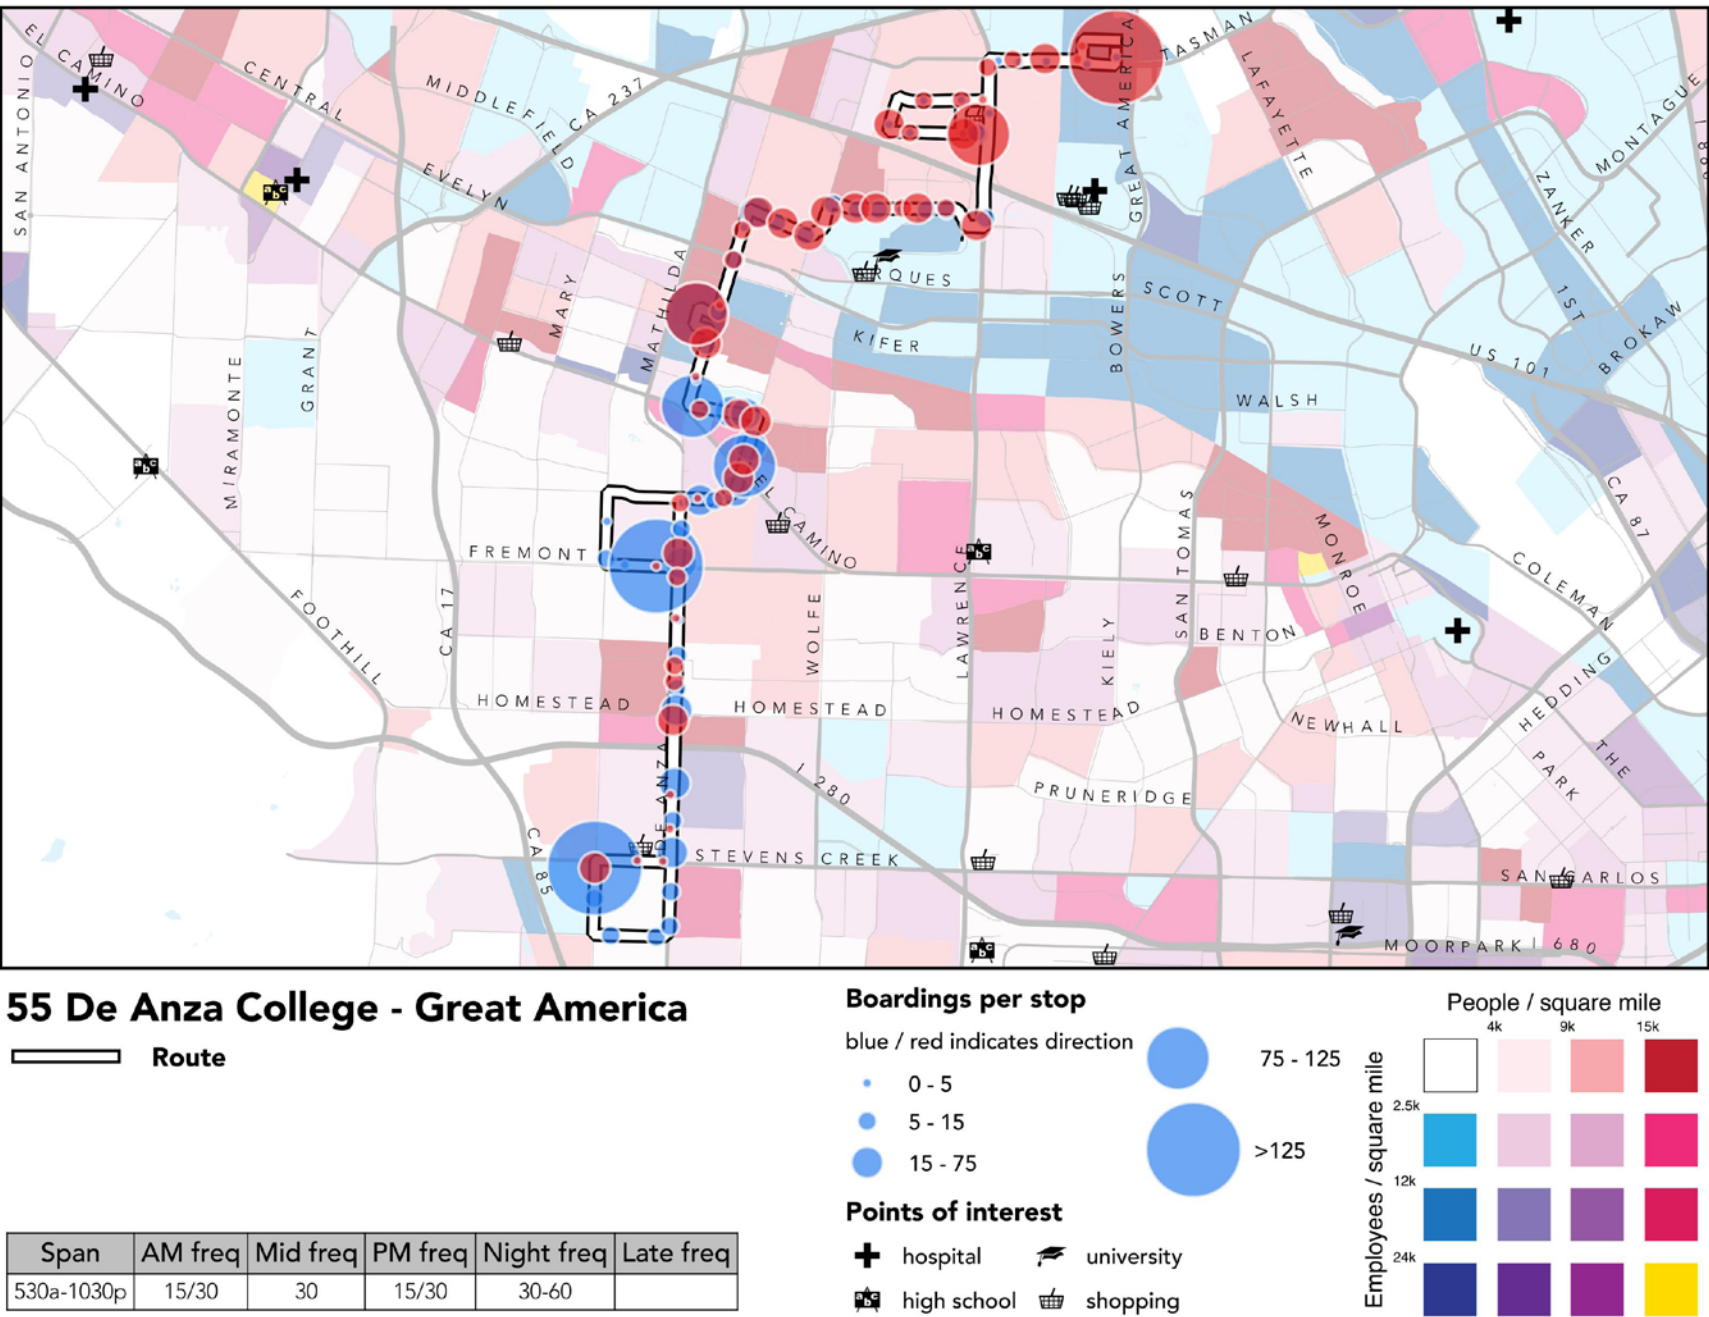 EL CAMINO
SAN ANTONIO
CENTRAL
MIDDLEFIELD
CA 237
EVELYN
TASMAN
GREAT AMERICA
LAFAYETTE
MONTAGUE
ZANKER
1ST
BROKAW
US 101
SCOTT
BOWERS
WALSH
KIFER
MATHILDA
MARY
GRANT
MIRAMONTE
EL CAMINO
FREMONT
FOOTHILL
CA 17
WOLFE
LAWRENCE
SAN TOMAS
MONROE
BENTON
KIELY
CA 87
COLEMAN
HEDDING
THE
PARK
NEWHALL
HOMESTEAD
HOMESTEAD
HOMESTEAD
I 280
PRUNERIDGE
DE ANZA
CA 85
STEVENS CREEK
SAN CARLOS
MOORPARK
I 680
abc
abc
abc
abc
55 De Anza College - Great America
Route
Span AM freq Mid freq PM freq Night freq Late freq
530a-1030p 15/30 30 15/30 30-60
Boardings per stop
blue / red indicates direction
0 - 5
5 - 15
15 - 75
75 - 125
>125
Points of interest
hospital
university
abc high school
shopping
People / square mile
4k 9k 15k
Employees / square mile
2.5k
12k
24k